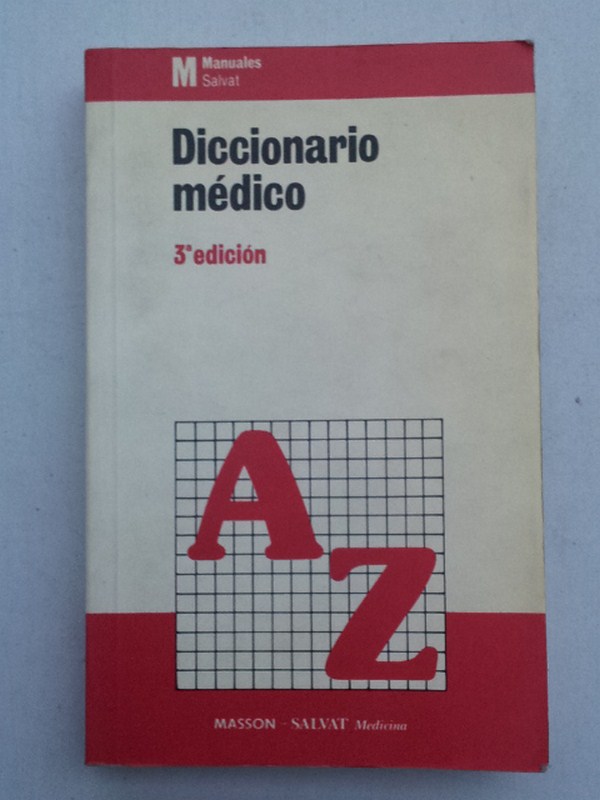 M Manuales
Salvat
Diccionario
médico
3ª edición
A
Z
MASSON - SALVAT Medicina